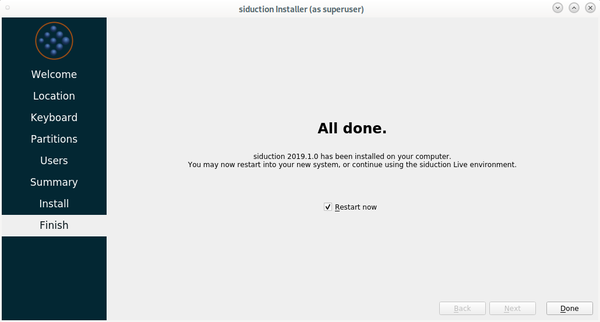 siduction Installer (as superuser)
Welcome
Location
Keyboard
Partitions
Users
Summary
Install
Finish
All done.
siduction 2019.1.0 has been installed on your computer.
You may now restart into your new system, or continue using the siduction Live environment.
Restart now
Back
Next
Done